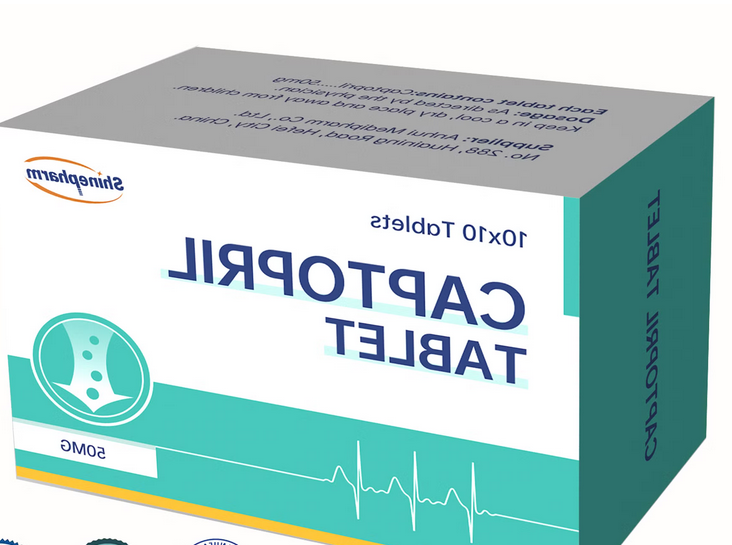 Each tablet contains:Captopril.....50mg
Dosage: As directed by the physician.
Keep in a cool, dry place and away from children.
Supplier: Anhui Medipharm Co., Ltd.
No. 288, Huaining Road, Hefei City, China.
Shinepharm
10x10 Tablets
CAPTOPRIL
TABLET
50MG
CAPTOPRIL TABLET